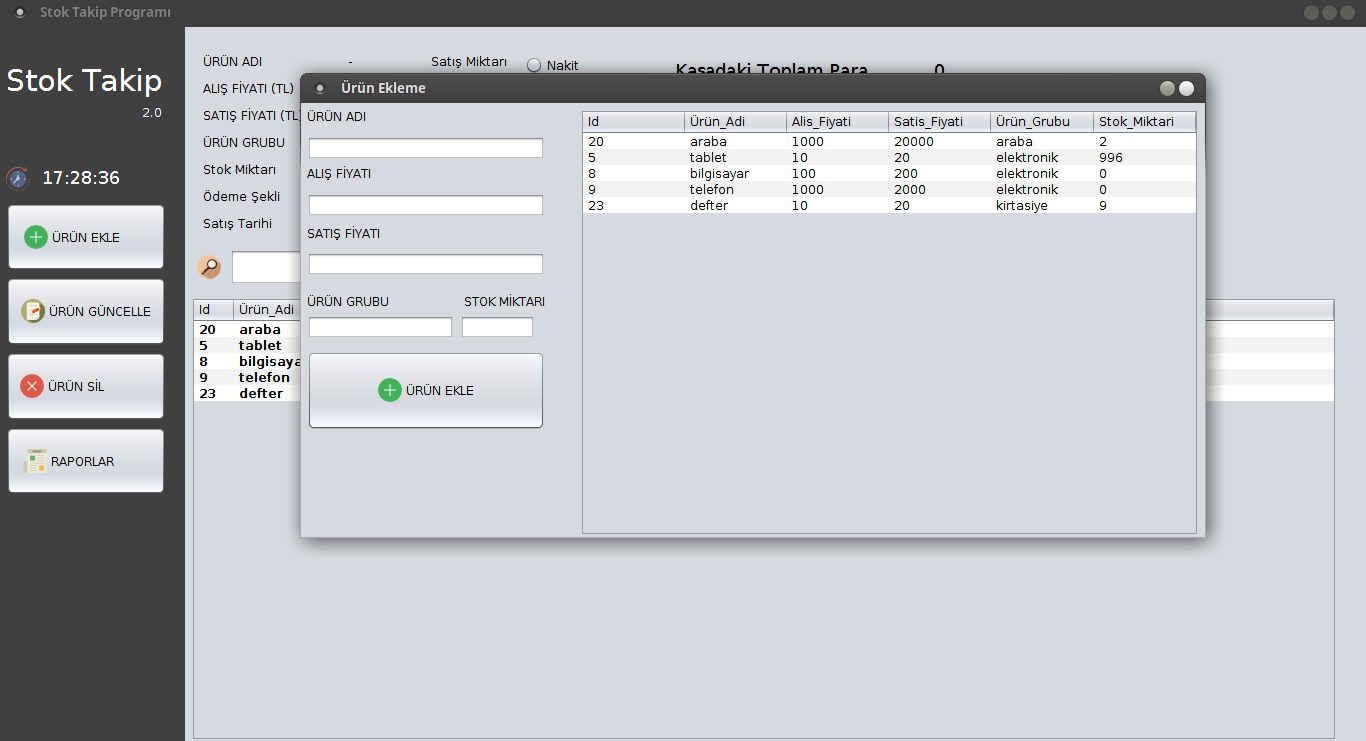 Stok Takip Programı
Stok Takip
2.0
17:28:36
ÜRÜN EKLE
ÜRÜN GÜNCELLE
ÜRÜN SİL
RAPORLAR
ÜRÜN ADI - Satış Miktarı Nakit
ALIŞ FİYATI (TL)
SATIŞ FİYATI (TL
ÜRÜN GRUBU
Stok Miktarı
Ödeme Şekli
Satış Tarihi
Kasadaki Toplam Para 0
Id Ürün_Adi
20 araba
5 tablet
8 bilgisaya
9 telefon
23 defter
Ürün Ekleme
ÜRÜN ADI
ALIŞ FİYATI
SATIŞ FİYATI
ÜRÜN GRUBU STOK MİKTARI
ÜRÜN EKLE
Id Ürün_Adi Alis_Fiyati Satis_Fiyati Ürün_Grubu Stok_Miktari
20 araba 1000 20000 araba 2
5 tablet 10 20 elektronik 996
8 bilgisayar 100 200 elektronik 0
9 telefon 1000 2000 elektronik 0
23 defter 10 20 kirtasiye 9